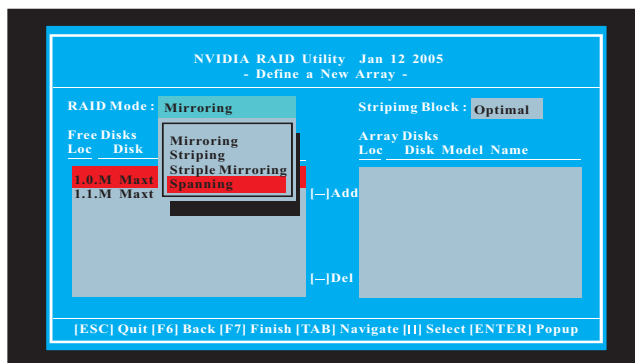 NVIDIA RAID Utility Jan 12 2005
- Define a New Array -
RAID Mode : Mirroring
Stripimg Block : Optimal
Free Disks
Loc Disk
Array Disks
Loc Disk Model Name
Mirroring
Striping
Striple Mirroring
Spanning
1.0.M Maxt
1.1.M Maxt
[—]Add
[—]Del
[ESC] Quit [F6] Back [F7] Finish [TAB] Navigate [↑↓] Select [ENTER] Popup